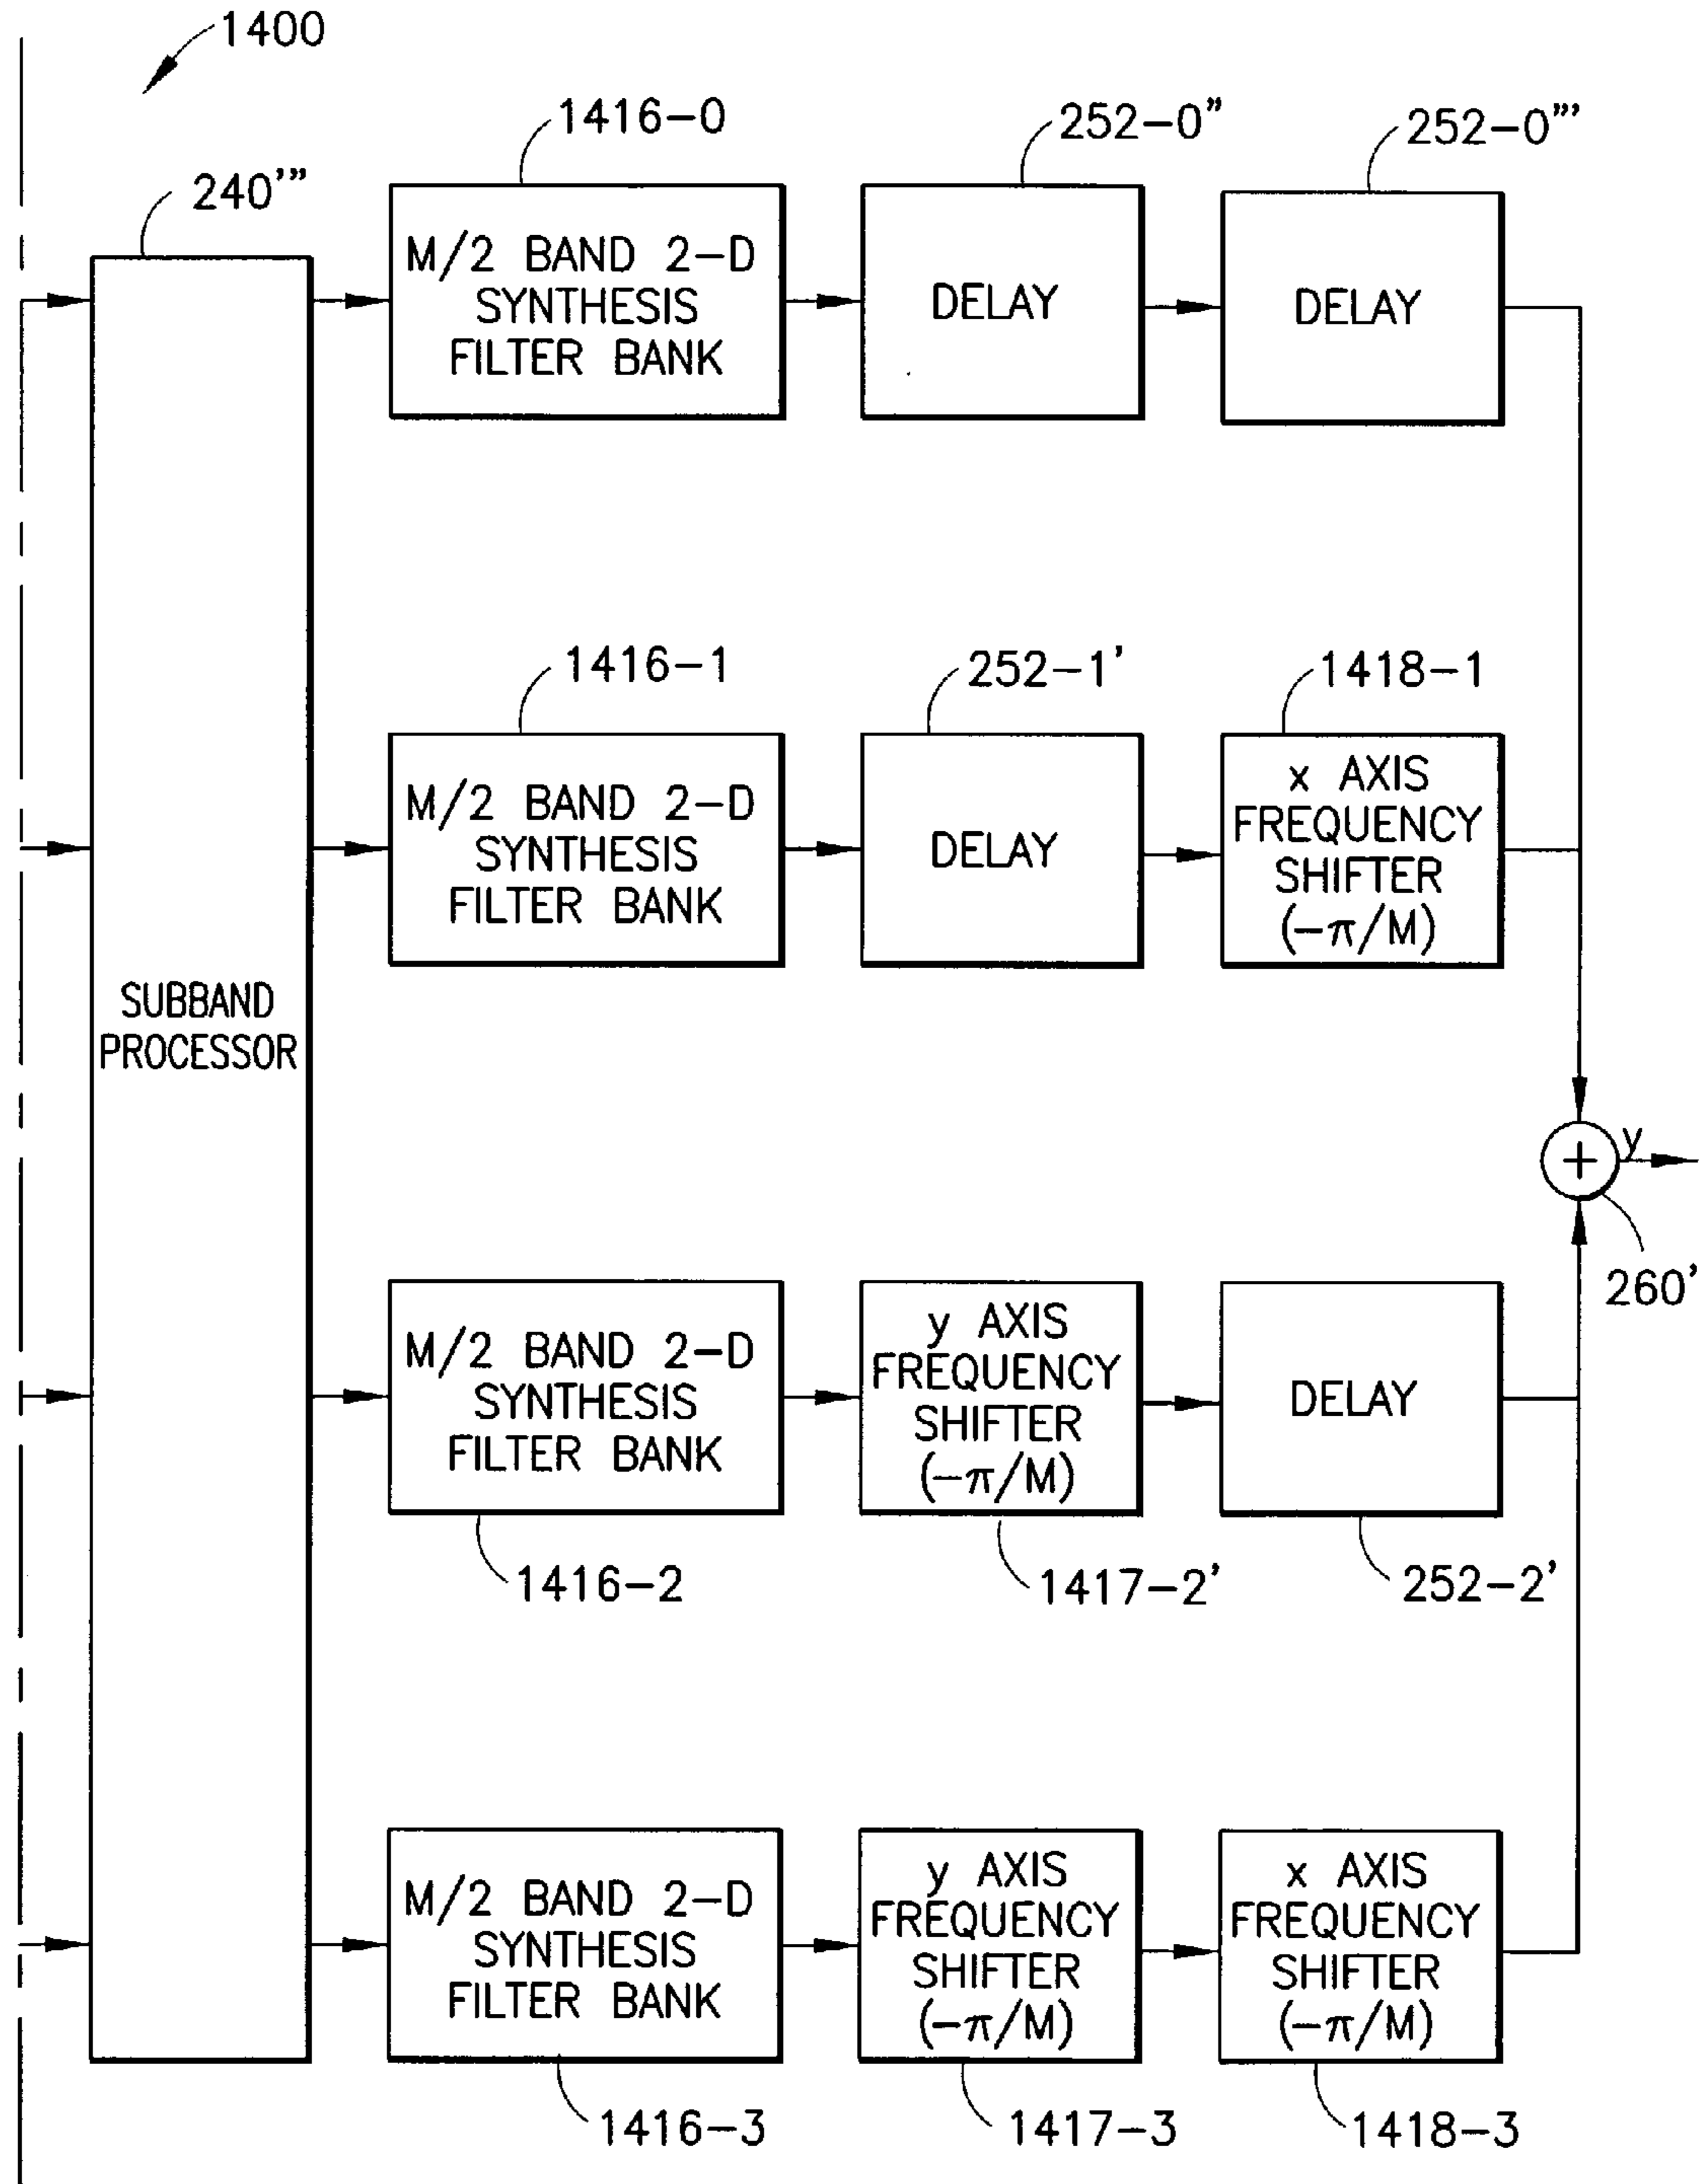 1400
1416-0
252-0"
252-0"'
240'"
M/2 BAND 2-D
SYNTHESIS
FILTER BANK
DELAY
DELAY
1416-1
252-1'
1418-1
M/2 BAND 2-D
SYNTHESIS
FILTER BANK
DELAY
x AXIS
FREQUENCY
SHIFTER
(-π/M)
SUBBAND
PROCESSOR
+
y
260'
M/2 BAND 2-D
SYNTHESIS
FILTER BANK
y AXIS
FREQUENCY
SHIFTER
(-π/M)
DELAY
1416-2
1417-2'
252-2'
M/2 BAND 2-D
SYNTHESIS
FILTER BANK
y AXIS
FREQUENCY
SHIFTER
(-π/M)
x AXIS
FREQUENCY
SHIFTER
(-π/M)
1416-3
1417-3
1418-3